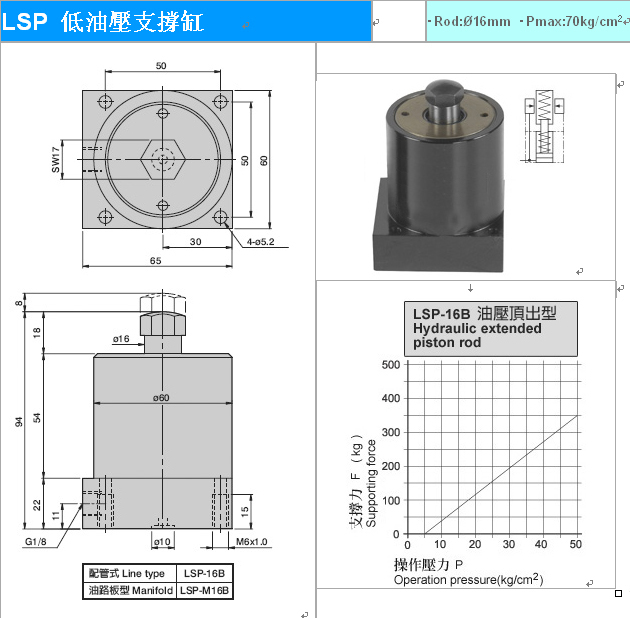 LSP 低油壓支撐缸
·Rod:Ø16mm ·Pmax:70kg/cm²
50
SW17
50
60
30
4-ø5.2
65
8
18
ø16
ø60
54
94
22
11
15
G1/8
ø10
M6x1.0
配管式 Line type LSP-16B
油路板型 Manifold LSP-M16B
LSP-16B 油壓頂出型
Hydraulic extended
piston rod
500
400
300
200
100
0
支撐力 F (kg)
Supporting force
0 10 20 30 40 50
操作壓力 P
Operation pressure(kg/cm²)